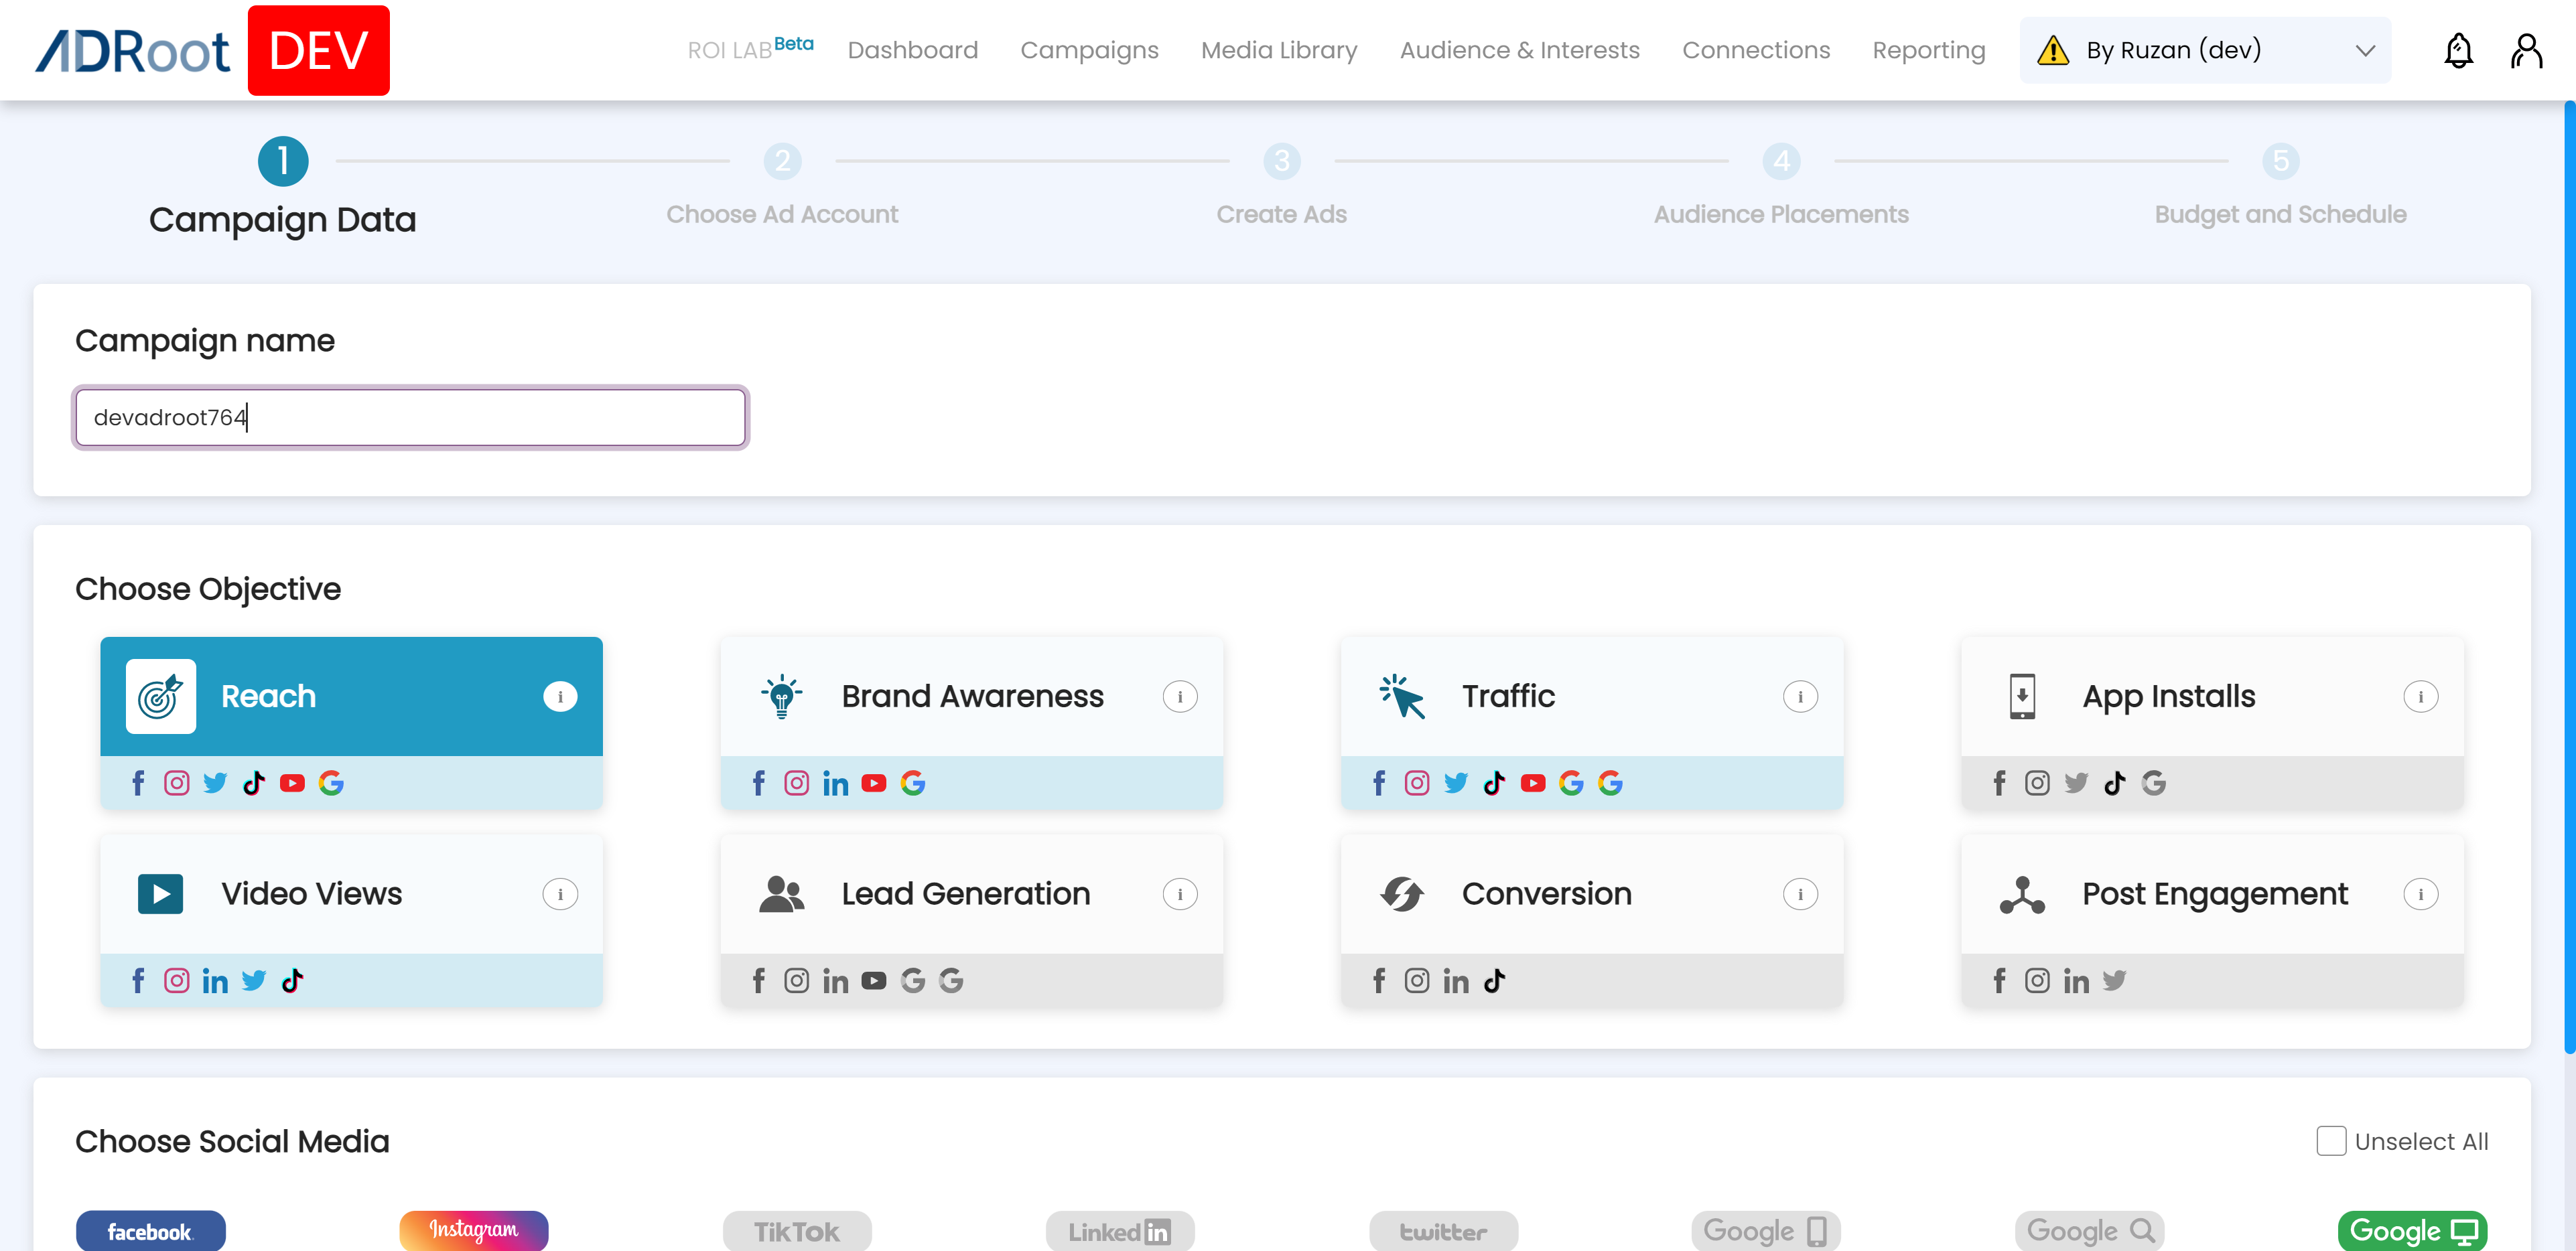 ADRoot DEV
ROI LAB Beta Dashboard Campaigns Media Library Audience & Interests Connections Reporting By Ruzan (dev)
1 2 3 4 5
Campaign Data Choose Ad Account Create Ads Audience Placements Budget and Schedule
Campaign name
devadroot764
Choose Objective
Reach i Brand Awareness i Traffic i App Installs i
Video Views i Lead Generation i Conversion i Post Engagement i
Choose Social Media Unselect All
facebook Instagram TikTok Linkedin twitter Google Google Google